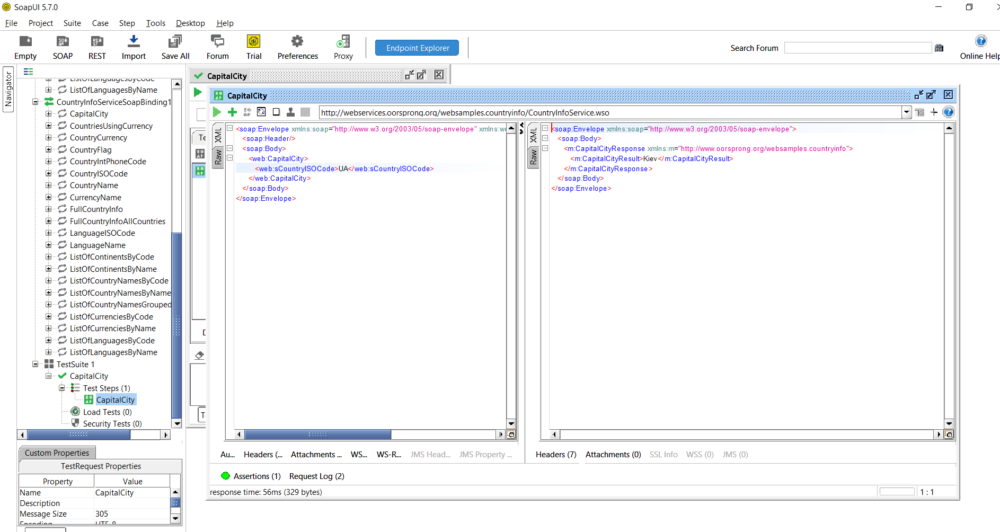 SoapUI 5.7.0
File Project Suite Case Step Tools Desktop Help
Empty SOAP REST Import Save All Forum Trial Preferences Proxy Endpoint Explorer Search Forum Online Help
Navigator
ListOfLanguagesByCode
ListOfLanguagesByName
CountryInfoServiceSoapBinding1
CapitalCity
CountriesUsingCurrency
CountryCurrency
CountryFlag
CountryIntPhoneCode
CountryISOCode
CountryName
CurrencyName
FullCountryInfo
FullCountryInfoAllCountries
LanguageISOCode
LanguageName
ListOfContinentsByCode
ListOfContinentsByName
ListOfCountryNamesByCode
ListOfCountryNamesByName
ListOfCountryNamesGrouped
ListOfCurrenciesByCode
ListOfCurrenciesByName
ListOfLanguagesByCode
ListOfLanguagesByName
TestSuite 1
CapitalCity
Test Steps (1)
CapitalCity
Load Tests (0)
Security Tests (0)
Custom Properties
TestRequest Properties
Property Value
Name CapitalCity
Description
Message Size 305
Encoding UTF-8
CapitalCity
CapitalCity
http://webservices.oorsprong.org/websamples.countryinfo/CountryInfoService.wso
XML
Raw
<soap:Envelope xmlns:soap="http://www.w3.org/2003/05/soap-envelope" xmlns:we
<soap:Header/>
<soap:Body>
<web:CapitalCity>
<web:sCountryISOCode>UA</web:sCountryISOCode>
</web:CapitalCity>
</soap:Body>
</soap:Envelope>
XML
Raw
<soap:Envelope xmlns:soap="http://www.w3.org/2003/05/soap-envelope">
<soap:Body>
<m:CapitalCityResponse xmlns:m="http://www.oorsprong.org/websamples.countryinfo">
<m:CapitalCityResult>Kiev</m:CapitalCityResult>
</m:CapitalCityResponse>
</soap:Body>
</soap:Envelope>
Au... Headers (... Attachments ... WS... WS-R... JMS Head... JMS Property ...
Headers (7) Attachments (0) SSL Info WSS (0) JMS (0)
Assertions (1) Request Log (2)
response time: 56ms (329 bytes)
1 : 1